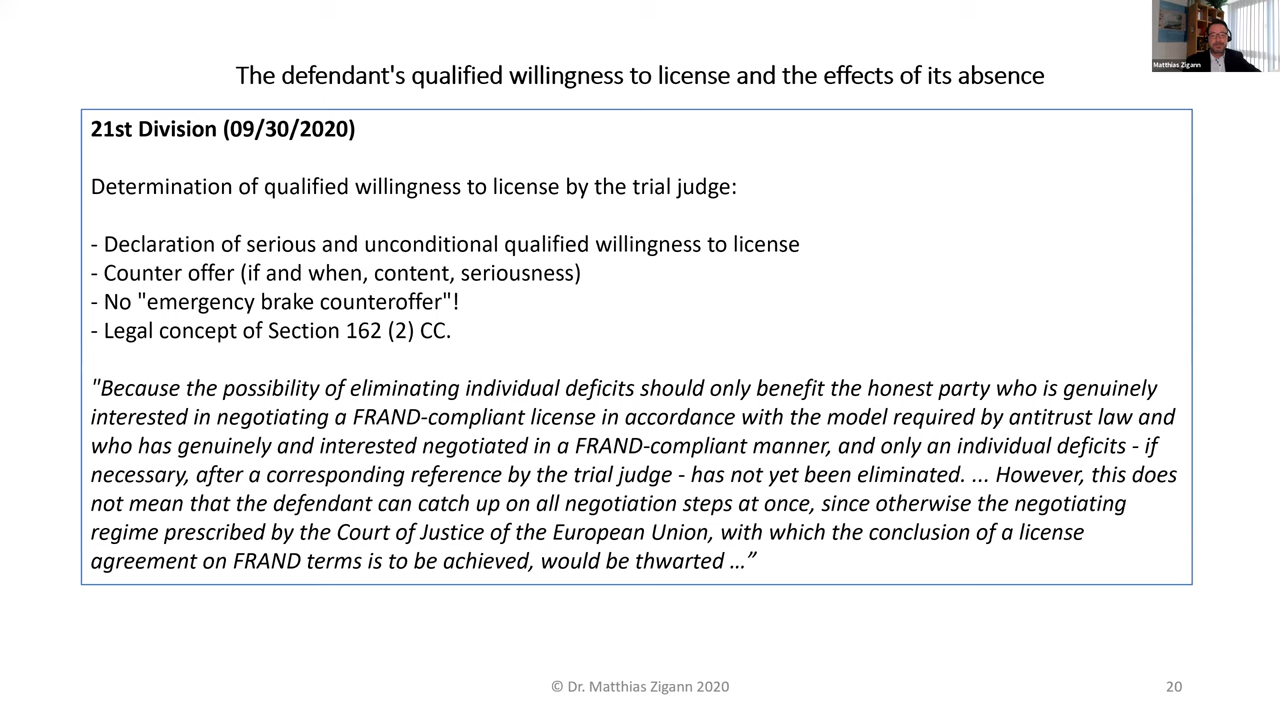 Matthias Zigann
The defendant's qualified willingness to license and the effects of its absence
21st Division (09/30/2020)
Determination of qualified willingness to license by the trial judge:
- Declaration of serious and unconditional qualified willingness to license
- Counter offer (if and when, content, seriousness)
- No "emergency brake counteroffer"!
- Legal concept of Section 162 (2) CC.
"Because the possibility of eliminating individual deficits should only benefit the honest party who is genuinely
interested in negotiating a FRAND-compliant license in accordance with the model required by antitrust law and
who has genuinely and interested negotiated in a FRAND-compliant manner, and only an individual deficits - if
necessary, after a corresponding reference by the trial judge - has not yet been eliminated. ... However, this does
not mean that the defendant can catch up on all negotiation steps at once, since otherwise the negotiating
regime prescribed by the Court of Justice of the European Union, with which the conclusion of a license
agreement on FRAND terms is to be achieved, would be thwarted …”
© Dr. Matthias Zigann 2020
20